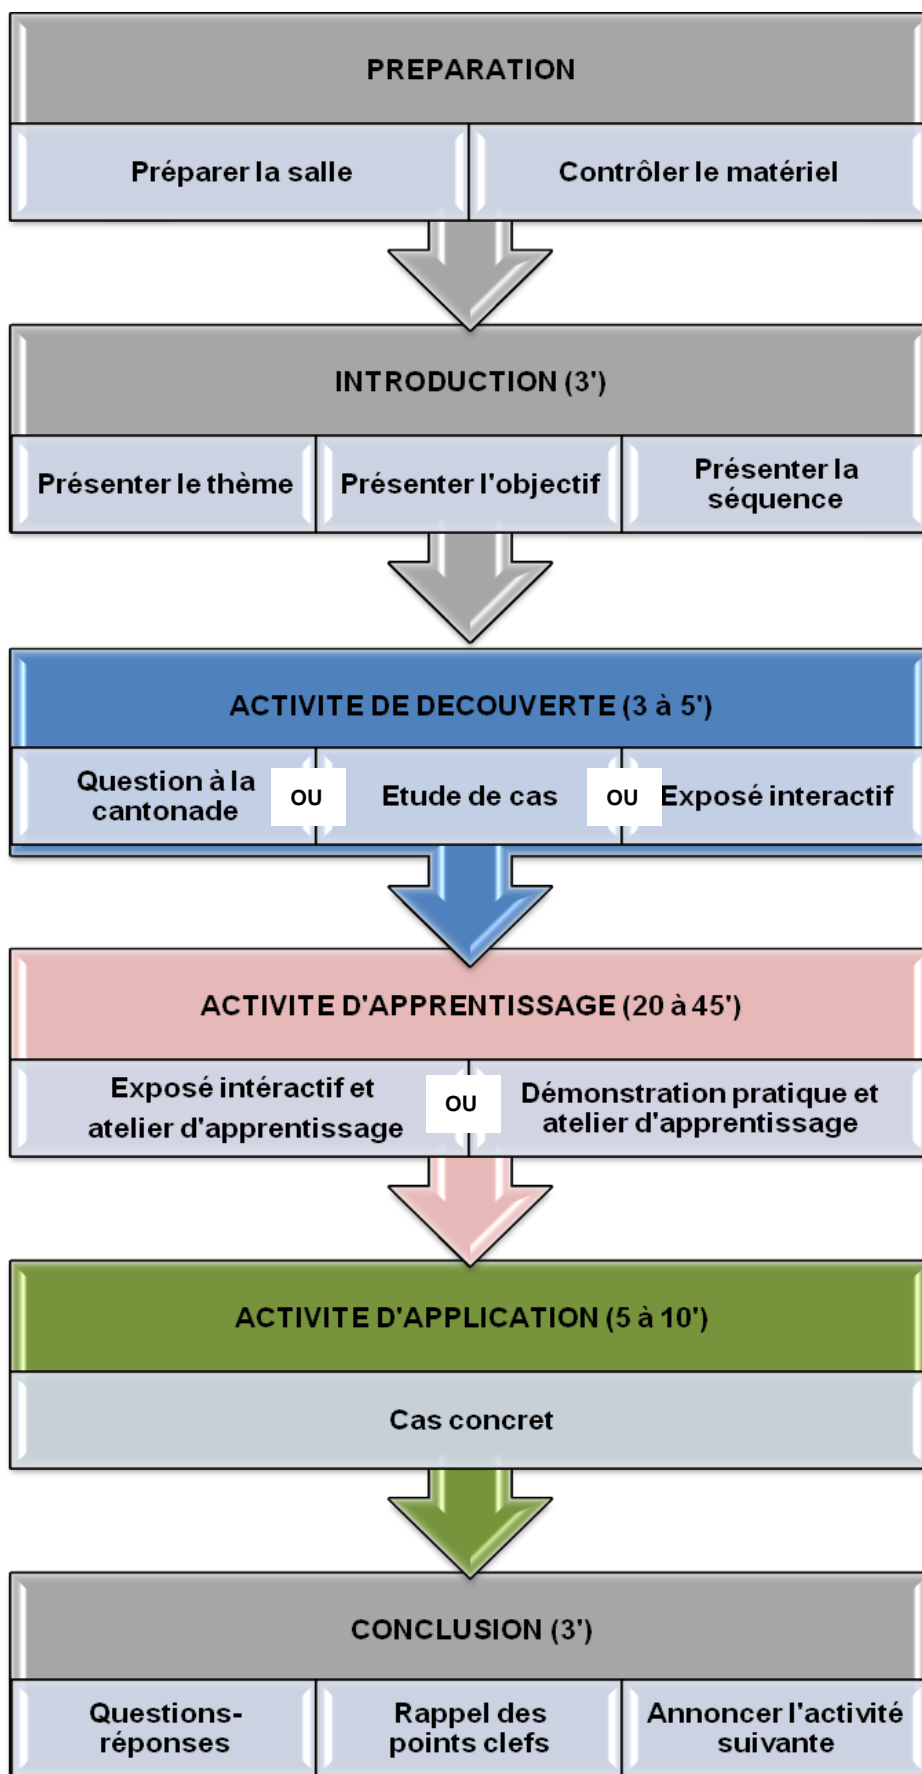 PREPARATION
Préparer la salle
Contrôler le matériel
INTRODUCTION (3')
Présenter le thème
Présenter l'objectif
Présenter la
séquence
ACTIVITE DE DECOUVERTE (3 à 5')
Question à la
cantonade
OU
Etude de cas
OU
Exposé interactif
ACTIVITE D'APPRENTISSAGE (20 à 45')
Exposé intéractif et
atelier d'apprentissage
OU
Démonstration pratique et
atelier d'apprentissage
ACTIVITE D'APPLICATION (5 à 10')
Cas concret
CONCLUSION (3')
Questions-
réponses
Rappel des
points clefs
Annoncer l'activité
suivante